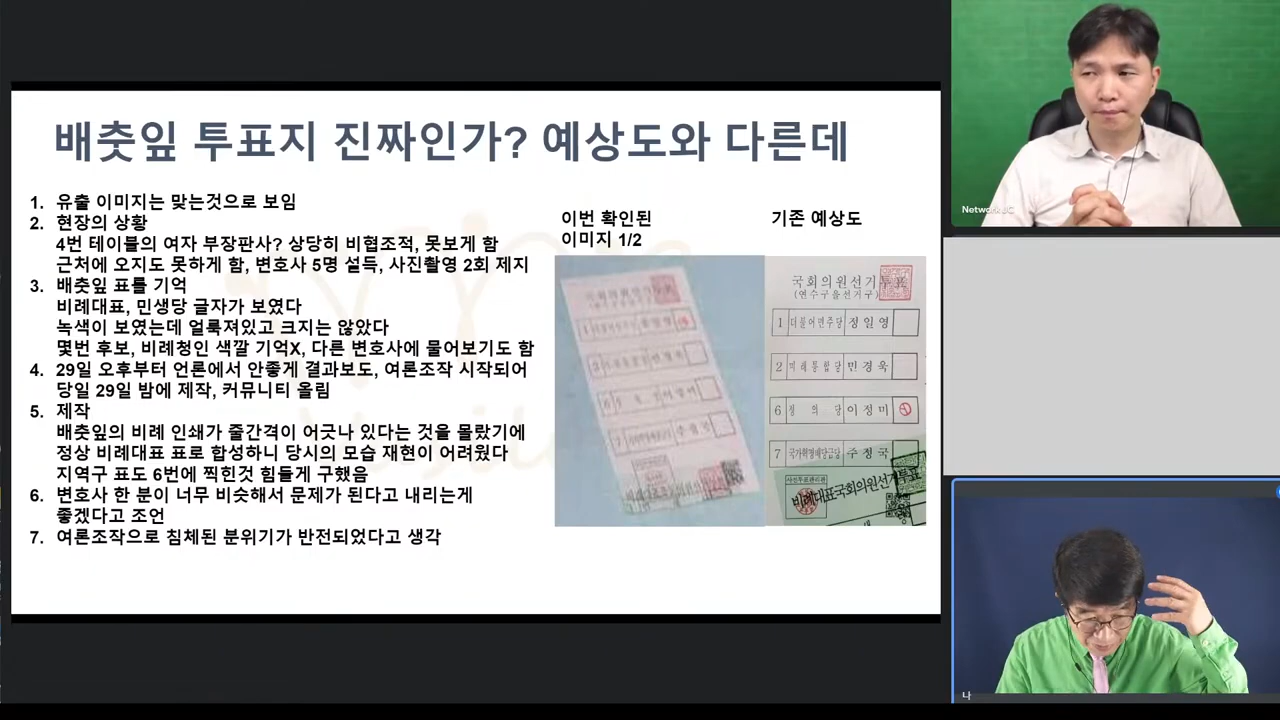 배춧잎 투표지 진짜인가? 예상도와 다른데
1. 유출 이미지는 맞는것으로 보임
2. 현장의 상황
4번 테이블의 여자 부장판사? 상당히 비협조적, 못보게 함
근처에 오지도 못하게 함, 변호사 5명 설득, 사진촬영 2회 제지
3. 배춧잎 표를 기억
비례대표, 민생당 글자가 보였다
녹색이 보였는데 얼룩져있고 크지는 않았다
몇번 후보, 비례청인 색깔 기억X, 다른 변호사에 물어보기도 함
4. 29일 오후부터 언론에서 안좋게 결과보도, 여론조작 시작되어
당일 29일 밤에 제작, 커뮤니티 올림
5. 제작
배춧잎의 비례 인쇄가 줄간격이 어긋나 있다는 것을 몰랐기에
정상 비례대표 표로 합성하니 당시의 모습 재현이 어려웠다
지역구 표도 6번에 찍힌것 힘들게 구했음
6. 변호사 한 분이 너무 비슷해서 문제가 된다고 내리는게
좋겠다고 조언
7. 여론조작으로 침체된 분위기가 반전되었다고 생각
이번 확인된
이미지 1/2
기존 예상도
국회의원선거투표
(연수구을선거구)
1 더불어민주당 정일영
2 미래통합당 민경욱
6 정의당 이정미
7 국가혁명배당금당 주정국
사전투표관리관
비례대표국회의원선거투표
Network JC
나